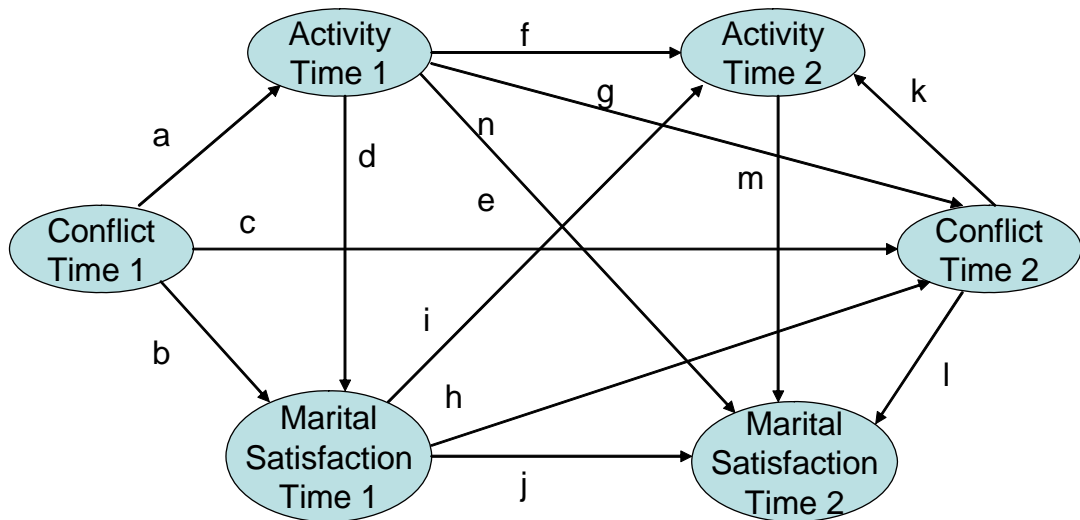 Activity
Time 1
f
Activity
Time 2
g
k
a
n
d
m
e
c
Conflict
Time 1
Conflict
Time 2
i
b
h
l
Marital
Satisfaction
Time 1
j
Marital
Satisfaction
Time 2